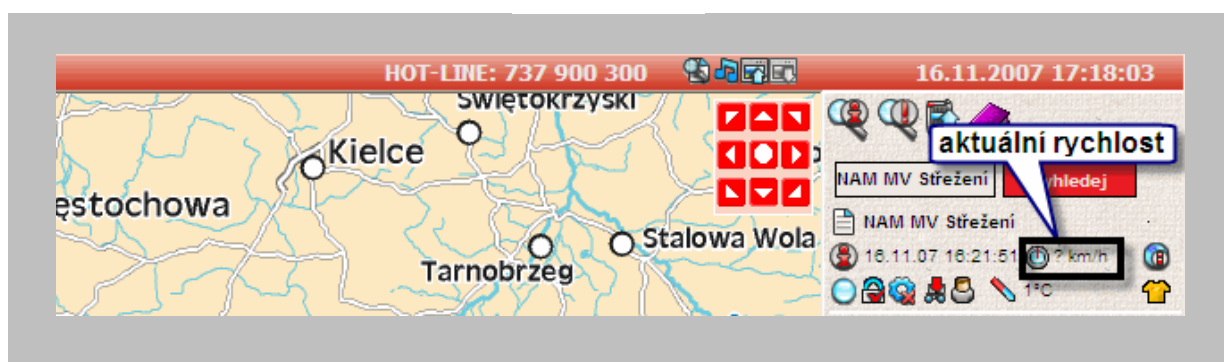 HOT-LINE: 737 900 300
16.11.2007 17:18:03
Świętokrzyski
Kielce
ęstochowa
Stalowa Wola
Tarnobrzeg
aktuální rychlost
NAM MV Střežení
hledej
NAM MV Střežení
16.11.07 16:21:51 ? km/h
1°C